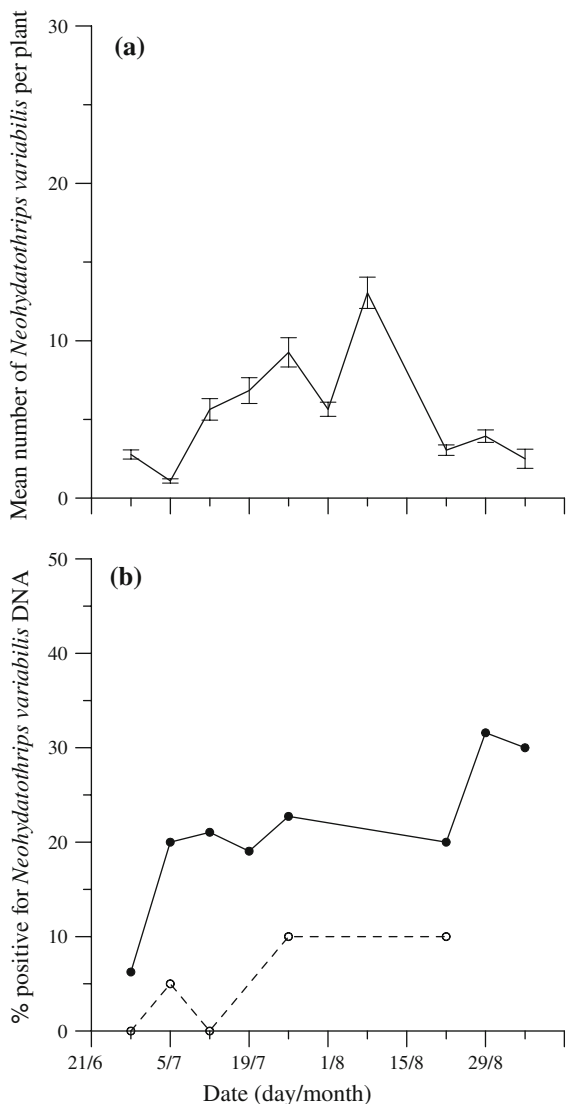 (a)
Mean number of Neohydatothrips variabilis per plant
30
20
10
0
(b)
% positive for Neohydatothrips variabilis DNA
50
40
30
20
10
0
21/6 5/7 19/7 1/8 15/8 29/8
Date (day/month)